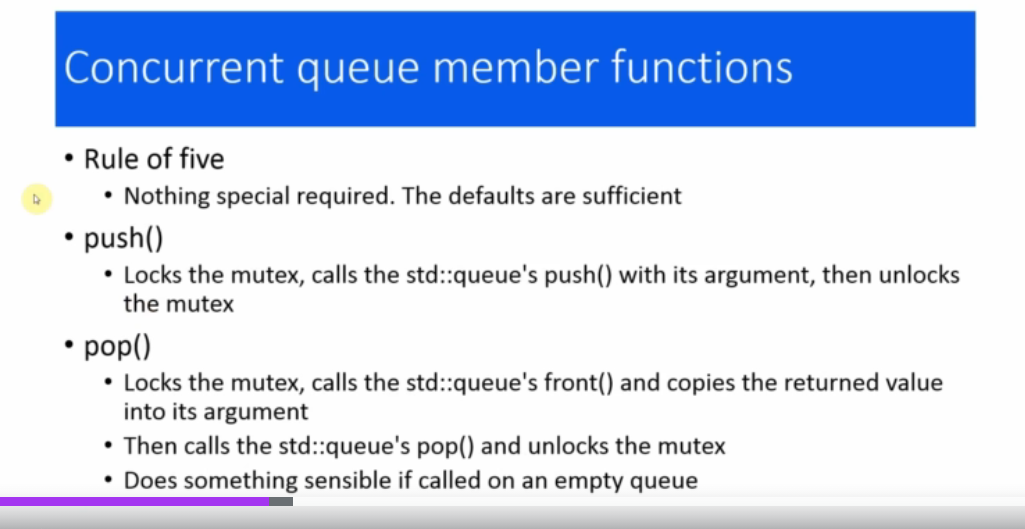 Concurrent queue member functions
• Rule of five
• Nothing special required. The defaults are sufficient
• push()
• Locks the mutex, calls the std::queue's push() with its argument, then unlocks
the mutex
• pop()
• Locks the mutex, calls the std::queue's front() and copies the returned value
into its argument
• Then calls the std::queue's pop() and unlocks the mutex
• Does something sensible if called on an empty queue